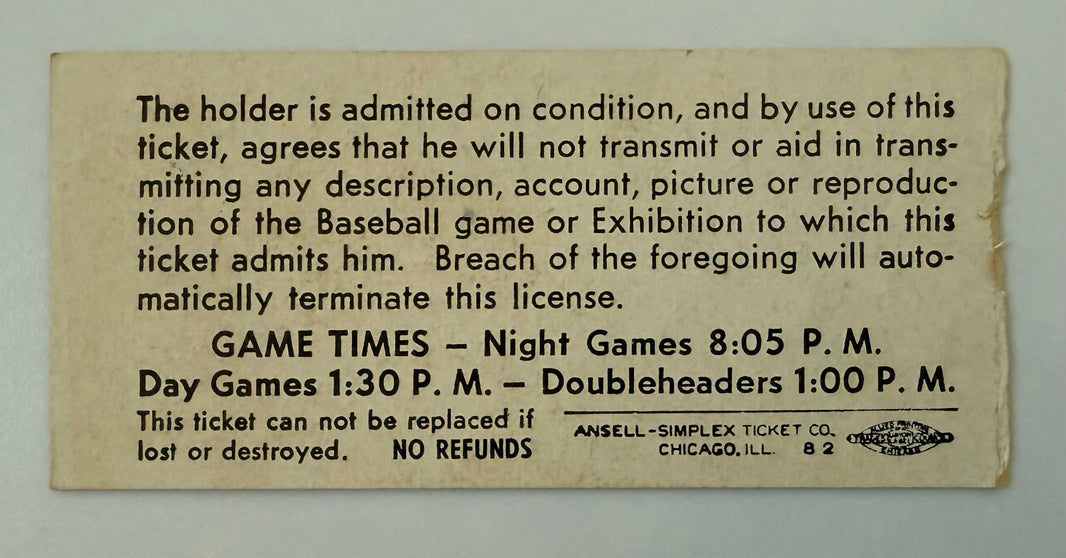 The holder is admitted on condition, and by use of this
ticket, agrees that he will not transmit or aid in trans-
mitting any description, account, picture or reproduc-
tion of the Baseball game or Exhibition to which this
ticket admits him. Breach of the foregoing will auto-
matically terminate this license.
GAME TIMES – Night Games 8:05 P. M.
Day Games 1:30 P. M. – Doubleheaders 1:00 P. M.
This ticket can not be replaced if
lost or destroyed. NO REFUNDS
ANSELL-SIMPLEX TICKET CO.
CHICAGO, ILL. 82